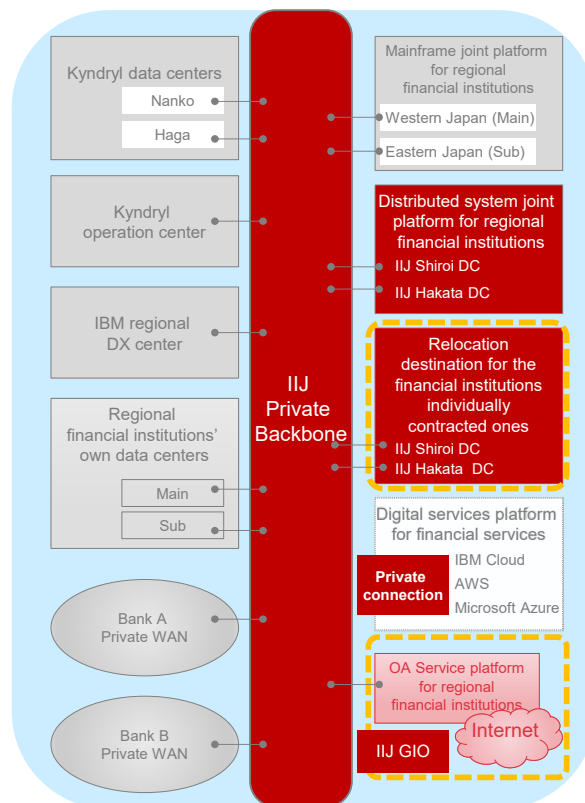 Kyndryl data centers
Nanko
Haga
Kyndryl
operation center
IBM regional
DX center
Regional
financial institutions'
own data centers
Main
Sub
Bank A
Private WAN
Bank B
Private WAN
IIJ
Private
Backbone
Mainframe joint platform
for regional
financial institutions
Western Japan (Main)
Eastern Japan (Sub)
Distributed system joint
platform for regional
financial institutions
IIJ Shiroi DC
IIJ Hakata DC
Relocation
destination for the
financial institutions
individually
contracted ones
IIJ Shiroi DC
IIJ Hakata DC
Digital services platform
for financial services
Private
connection
IBM Cloud
AWS
Microsoft Azure
OA Service platform
for regional
financial institutions
Internet
IIJ GIO